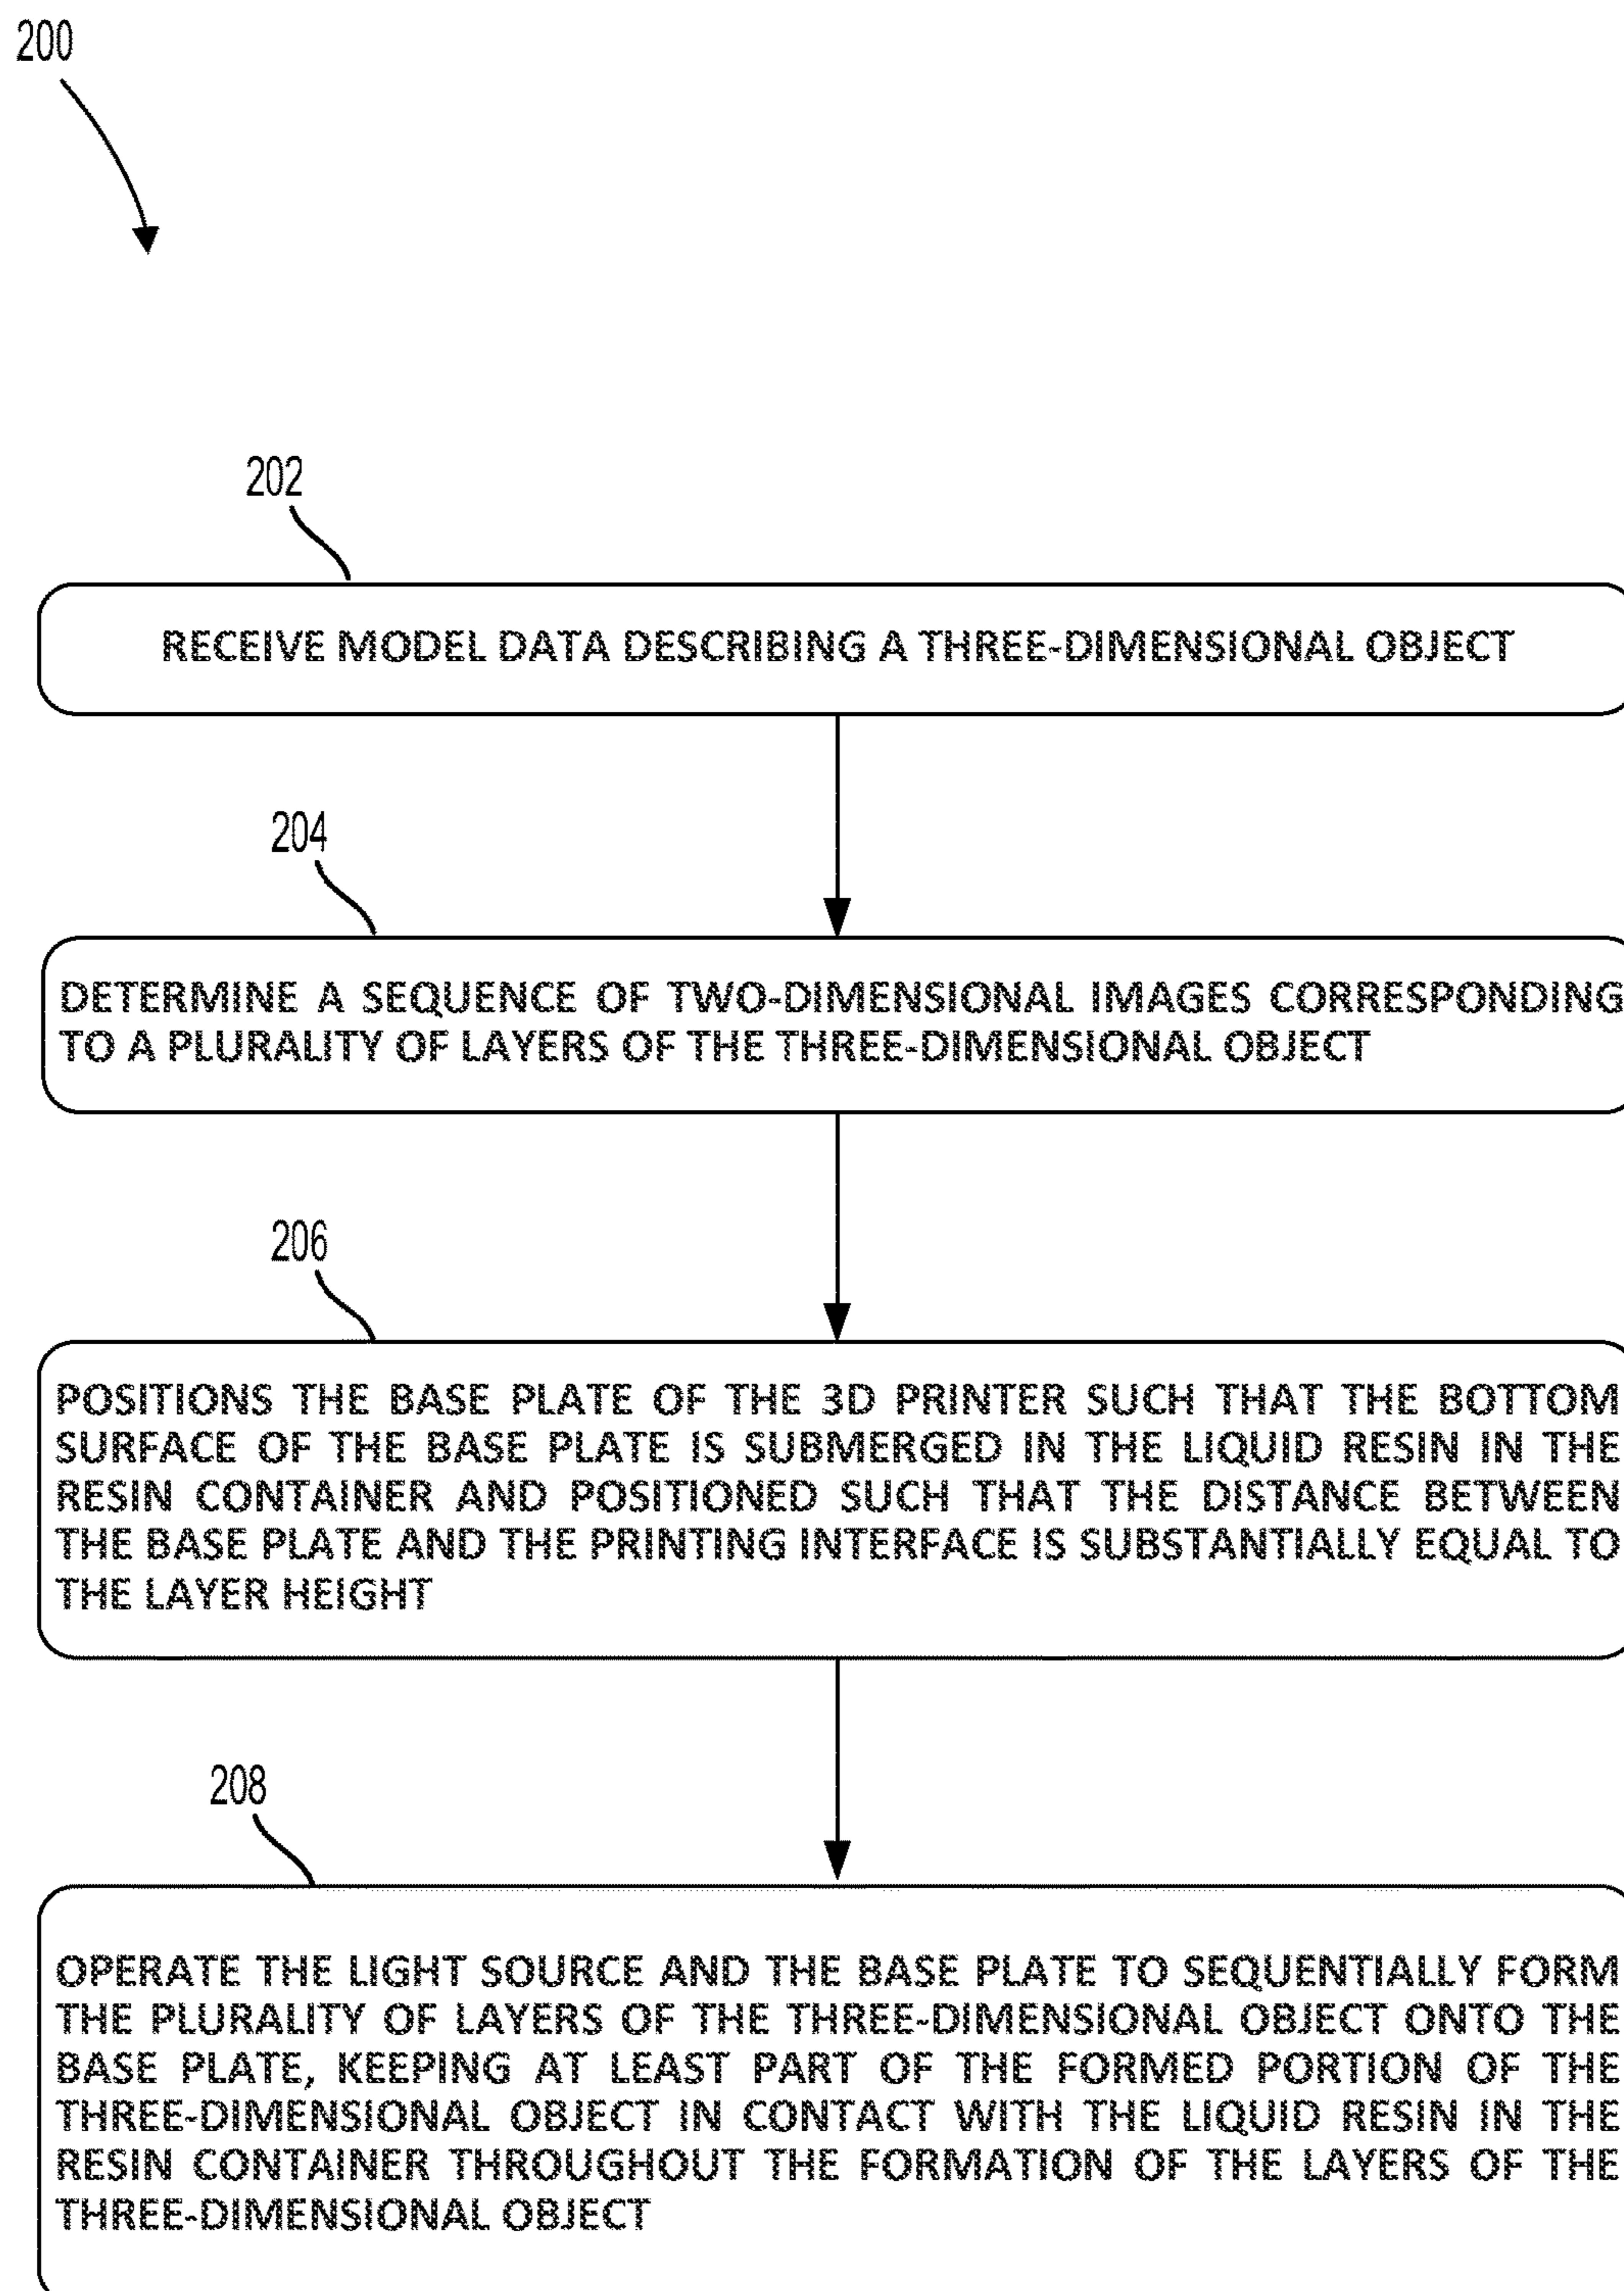 200
202
RECEIVE MODEL DATA DESCRIBING A THREE-DIMENSIONAL OBJECT
204
DETERMINE A SEQUENCE OF TWO-DIMENSIONAL IMAGES CORRESPONDING
TO A PLURALITY OF LAYERS OF THE THREE-DIMENSIONAL OBJECT
206
POSITIONS THE BASE PLATE OF THE 3D PRINTER SUCH THAT THE BOTTOM
SURFACE OF THE BASE PLATE IS SUBMERGED IN THE LIQUID RESIN IN THE
RESIN CONTAINER AND POSITIONED SUCH THAT THE DISTANCE BETWEEN
THE BASE PLATE AND THE PRINTING INTERFACE IS SUBSTANTIALLY EQUAL TO
THE LAYER HEIGHT
208
OPERATE THE LIGHT SOURCE AND THE BASE PLATE TO SEQUENTIALLY FORM
THE PLURALITY OF LAYERS OF THE THREE-DIMENSIONAL OBJECT ONTO THE
BASE PLATE, KEEPING AT LEAST PART OF THE FORMED PORTION OF THE
THREE-DIMENSIONAL OBJECT IN CONTACT WITH THE LIQUID RESIN IN THE
RESIN CONTAINER THROUGHOUT THE FORMATION OF THE LAYERS OF THE
THREE-DIMENSIONAL OBJECT